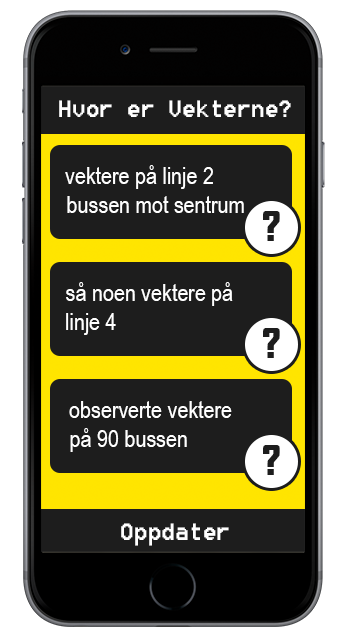 Hvor er Vekterne?
vektere på linje 2
bussen mot sentrum
?
så noen vektere på
linje 4
?
observerte vektere
på 90 bussen
?
Oppdater